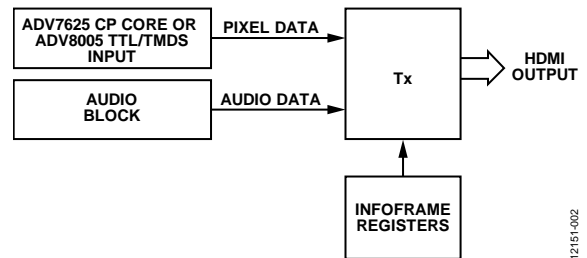 ADV7625 CP CORE OR
ADV8005 TTL/TMDS
INPUT
PIXEL DATA
Tx
HDMI
OUTPUT
AUDIO
BLOCK
AUDIO DATA
INFOFRAME
REGISTERS
12151-002